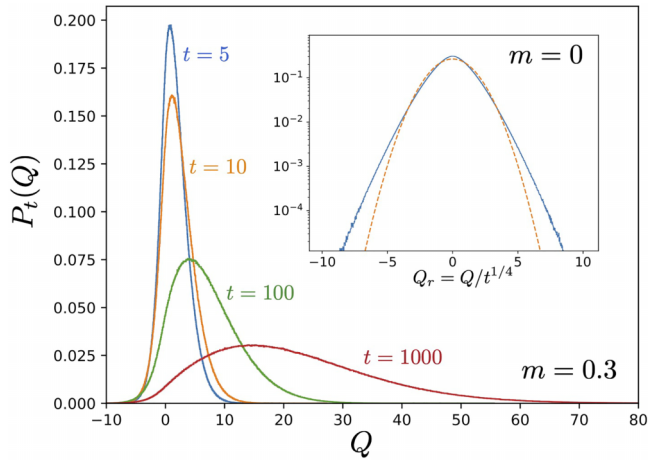 0.200
0.175
0.150
0.125
0.100
0.075
0.050
0.025
0.000
P_t(Q)
t = 5
t = 10
t = 100
t = 1000
m = 0.3
−10 0 10 20 30 40 50 60 70 80
Q
m = 0
10⁻¹
10⁻²
10⁻³
10⁻⁴
−10 −5 0 5 10
Q_r = Q/t^{1/4}